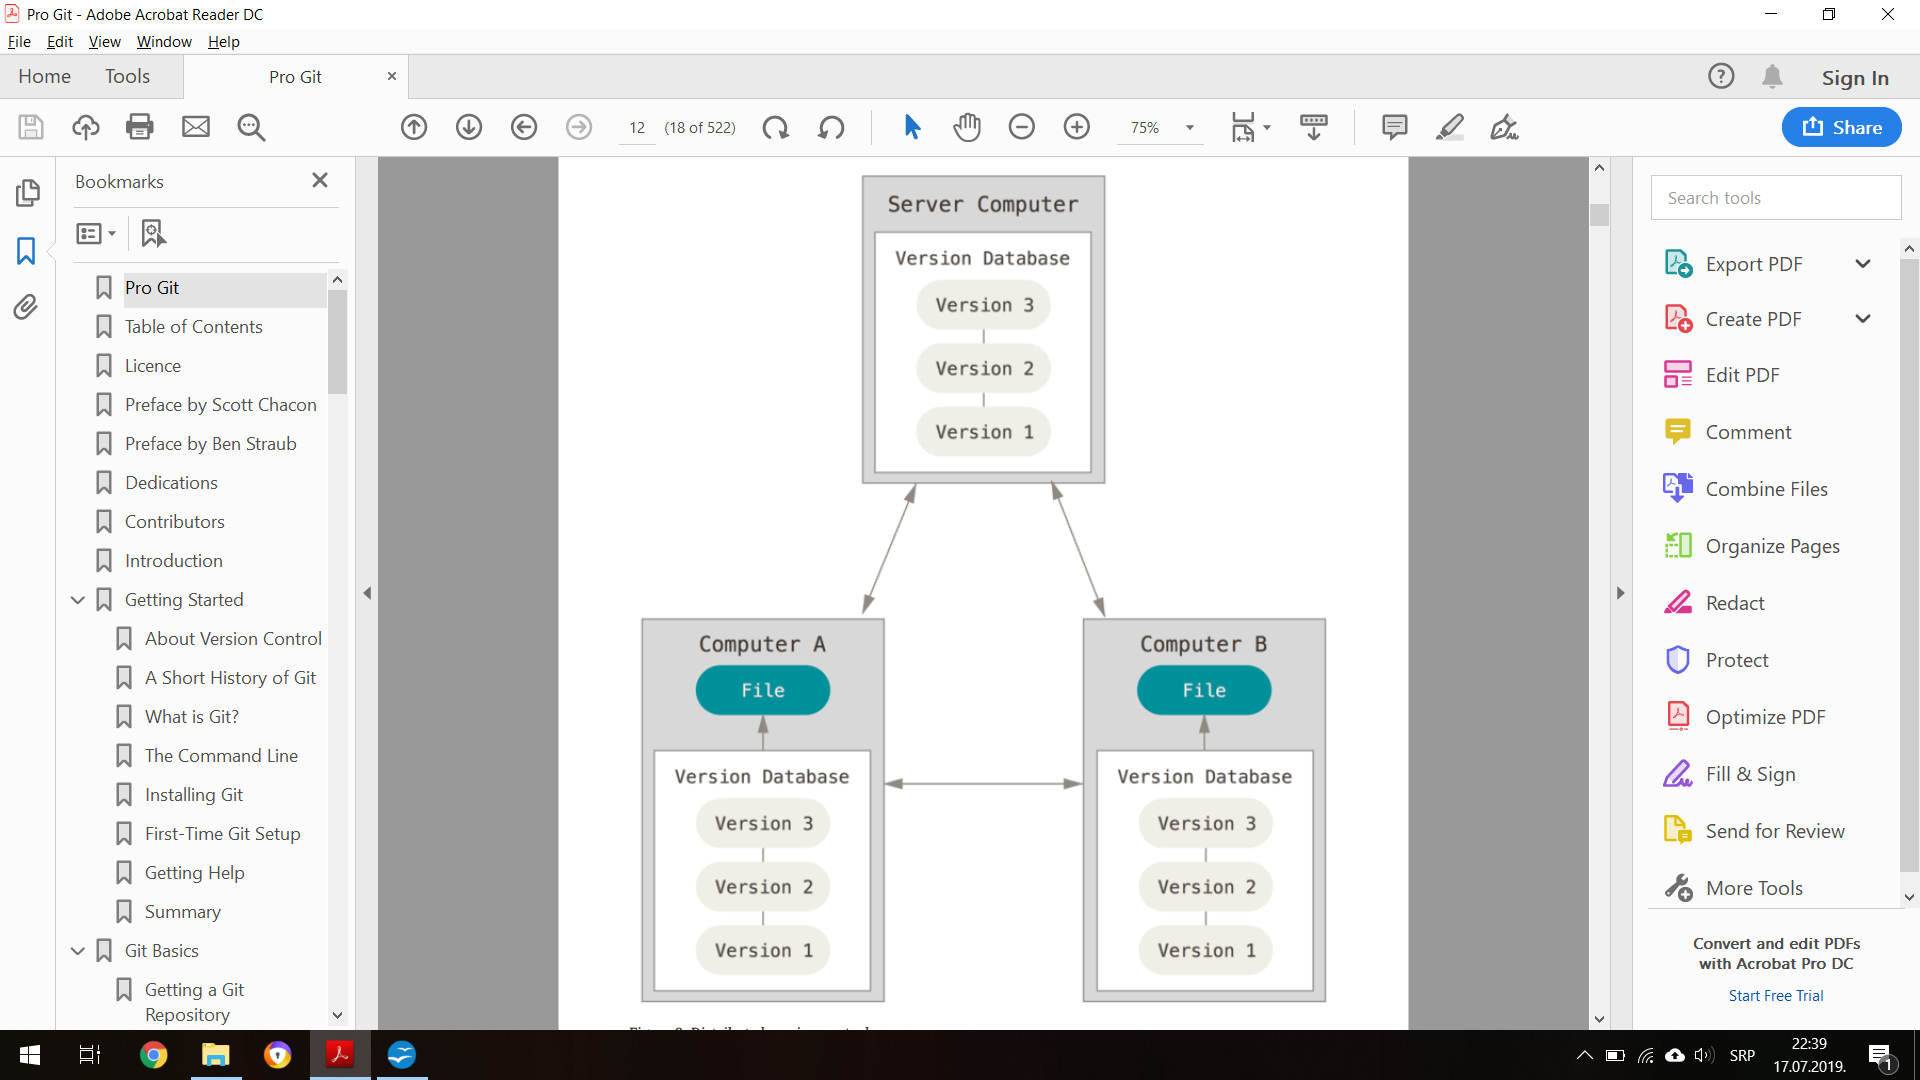 Pro Git - Adobe Acrobat Reader DC
File Edit View Window Help
Home Tools Pro Git
Sign In
12 (18 of 522) 75%
Share
Bookmarks
Pro Git
Table of Contents
Licence
Preface by Scott Chacon
Preface by Ben Straub
Dedications
Contributors
Introduction
Getting Started
About Version Control
A Short History of Git
What is Git?
The Command Line
Installing Git
First-Time Git Setup
Getting Help
Summary
Git Basics
Getting a Git
Repository
Server Computer
Version Database
Version 3
Version 2
Version 1
Computer A
File
Version Database
Version 3
Version 2
Version 1
Computer B
File
Version Database
Version 3
Version 2
Version 1
Search tools
Export PDF
Create PDF
Edit PDF
Comment
Combine Files
Organize Pages
Redact
Protect
Optimize PDF
Fill & Sign
Send for Review
More Tools
Convert and edit PDFs
with Acrobat Pro DC
Start Free Trial
SRP
22:39
17.07.2019.
1